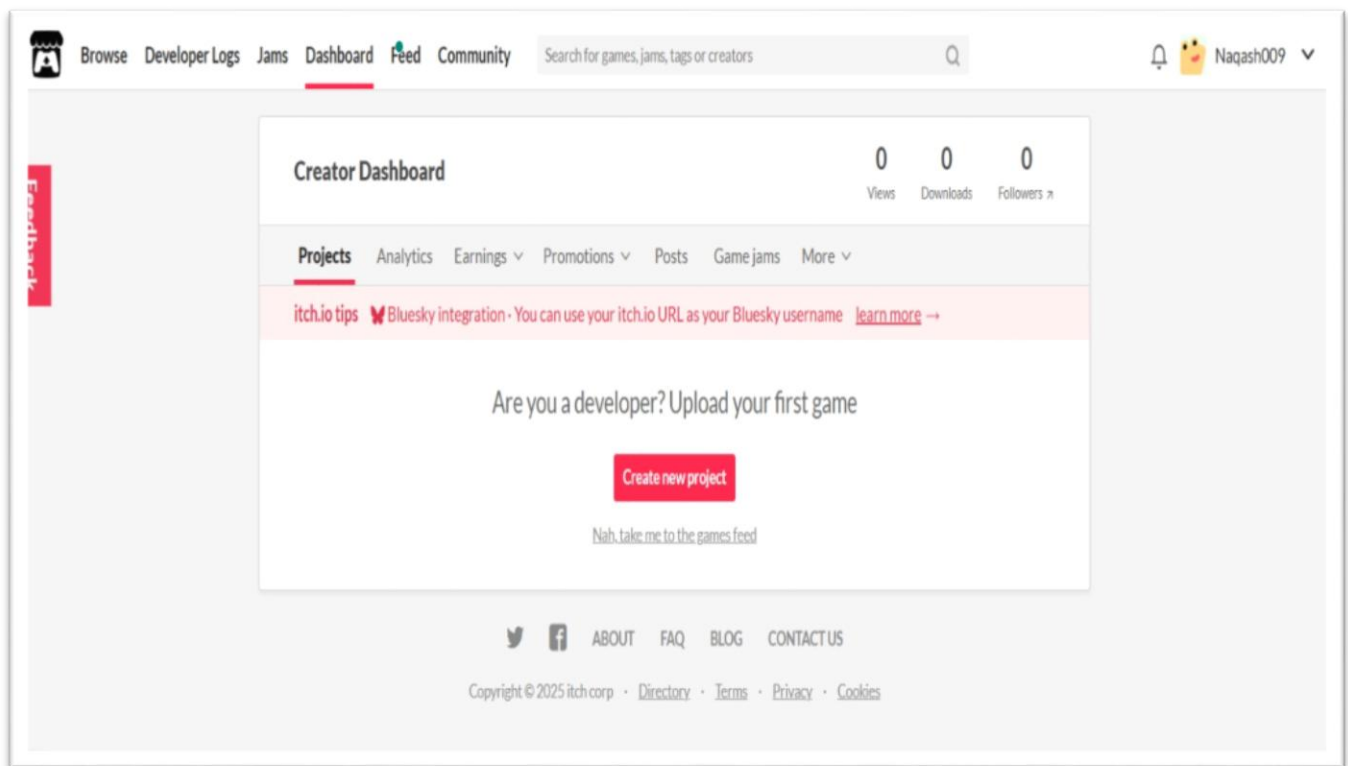 Browse Developer Logs Jams Dashboard Feed Community Search for games, jams, tags or creators Naqash009
Feedback
Creator Dashboard
0 0 0
Views Downloads Followers
Projects Analytics Earnings Promotions Posts Game jams More
itch.io tips Bluesky integration · You can use your itch.io URL as your Bluesky username learn more →
Are you a developer? Upload your first game
Create new project
Nah, take me to the games feed
ABOUT FAQ BLOG CONTACT US
Copyright © 2025 itch corp · Directory · Terms · Privacy · Cookies